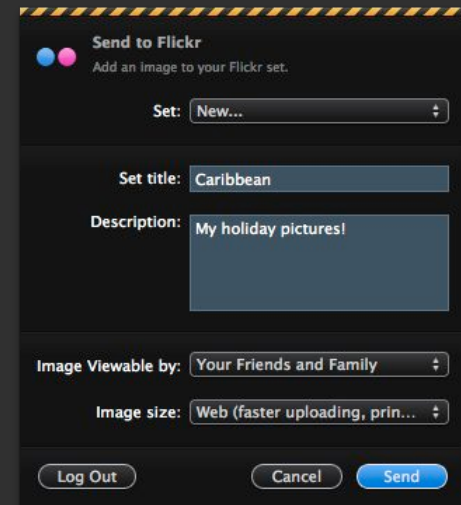 Send to Flickr
Add an image to your Flickr set.
Set: New...
Set title: Caribbean
Description: My holiday pictures!
Image Viewable by: Your Friends and Family
Image size: Web (faster uploading, prin...
Log Out Cancel Send